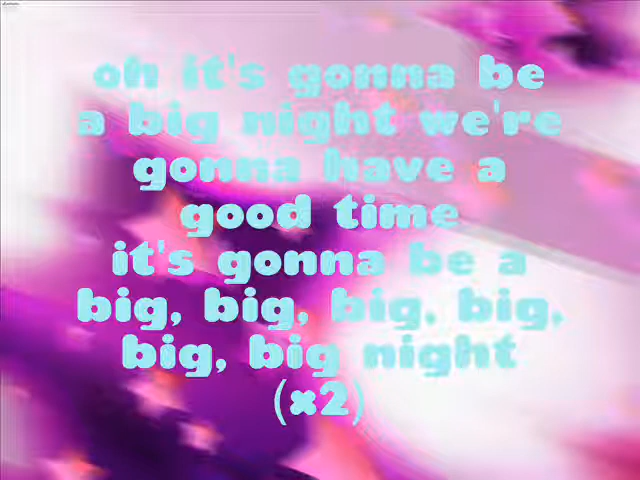 oh it's gonna be
a big night we're
gonna have a
good time
it's gonna be a
big, big, big, big,
big, big night
(x2)